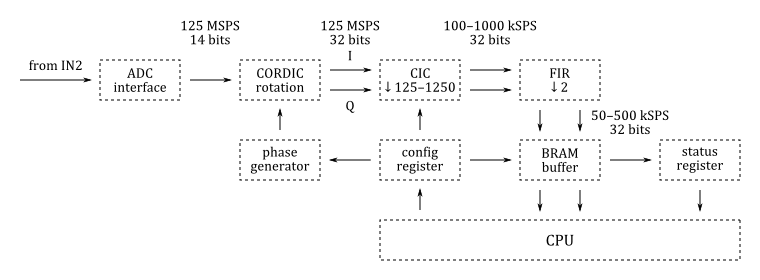 125 MSPS
14 bits
125 MSPS
32 bits
100–1000 kSPS
32 bits
I
from IN2
ADC
interface
CORDIC
rotation
CIC
↓125–1250
FIR
↓2
Q
50–500 kSPS
32 bits
phase
generator
config
register
BRAM
buffer
status
register
CPU